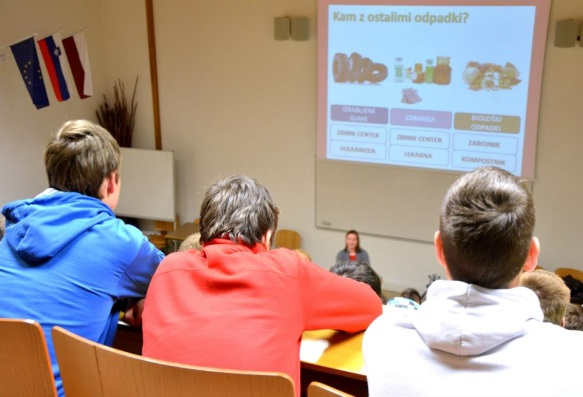 Kam z ostalimi odpadki?
IZRABLJENE GUME
ZDRAVILA
BIOLOŠKI ODPADKI
ZBIRNI CENTER
ZBIRNI CENTER
ZABOJNIK
VULKANIZER
LEKARNA
KOMPOSTNIK